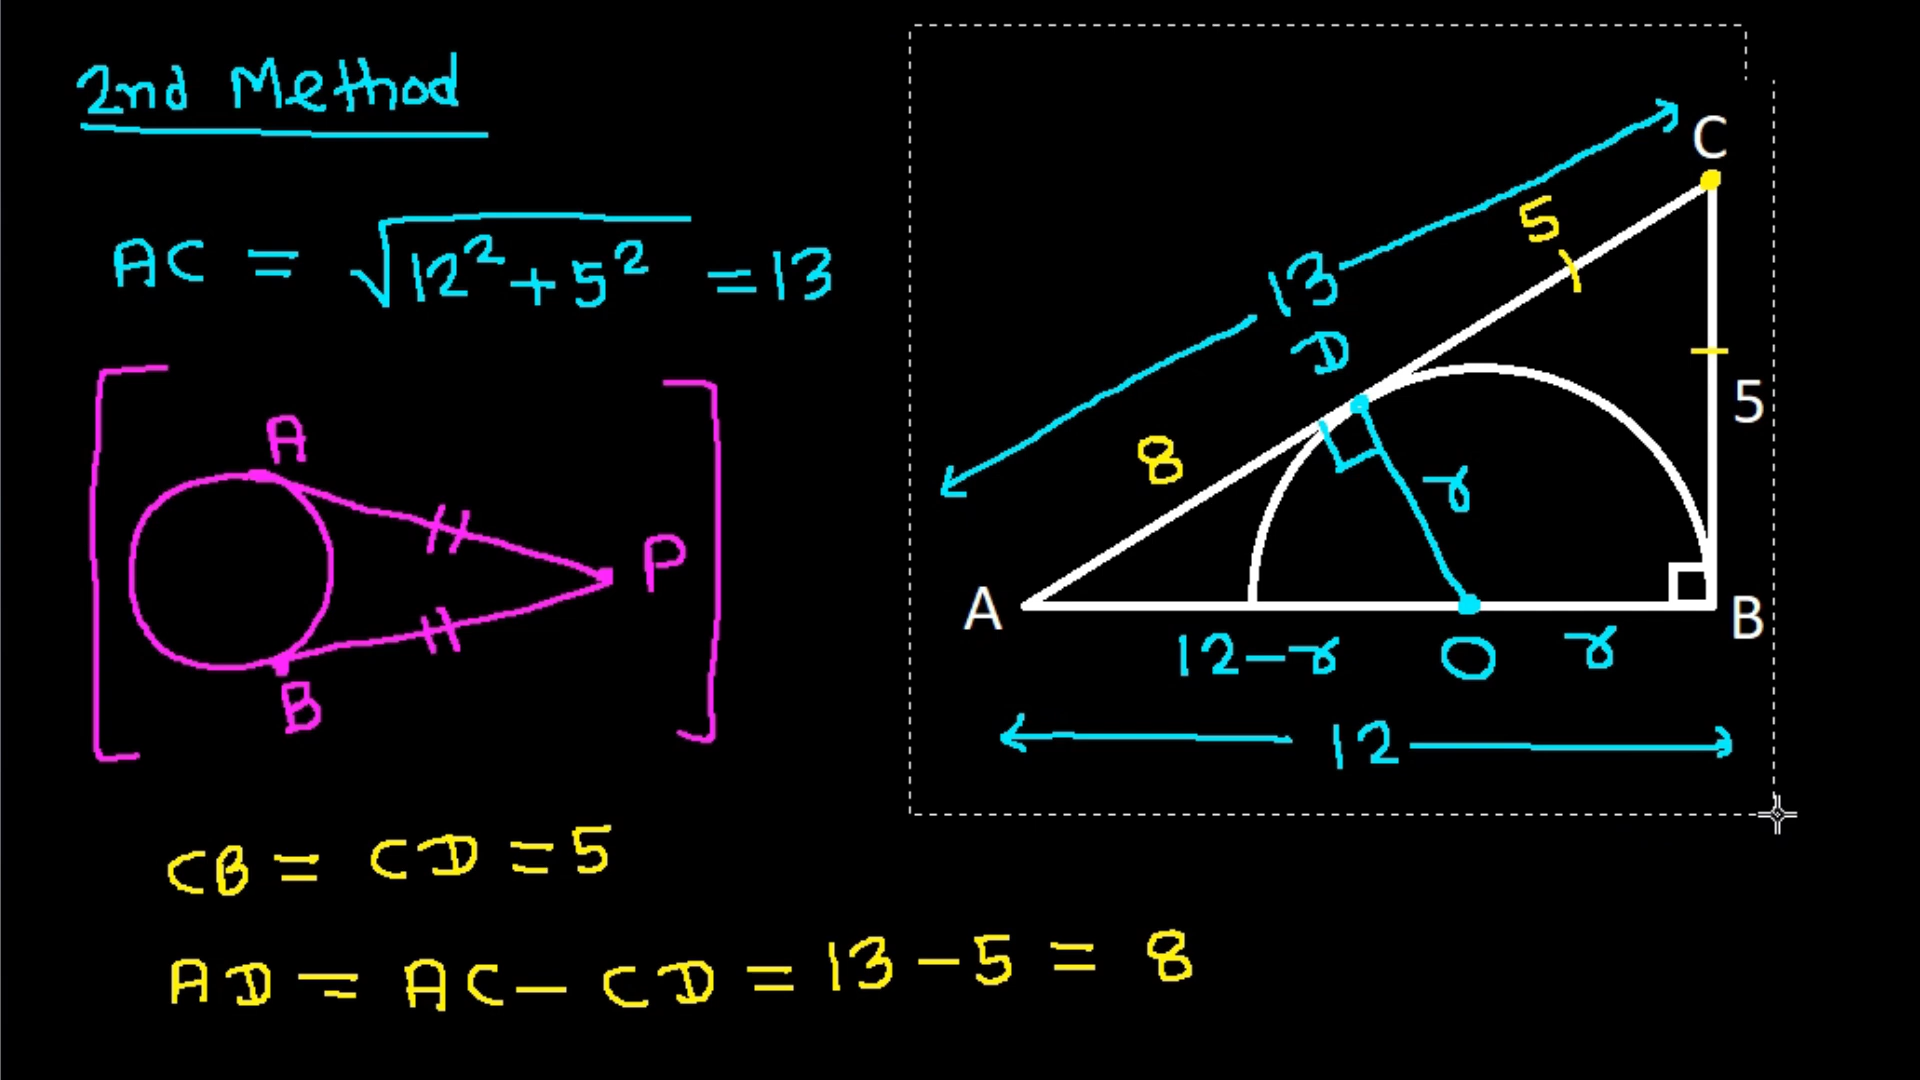 2nd Method
AC = √12²+5² = 13
A
P
B
CB = CD = 5
AD = AC - CD = 13 - 5 = 8
C
5
13
D
8
5
r
A
B
12-r
O
r
12